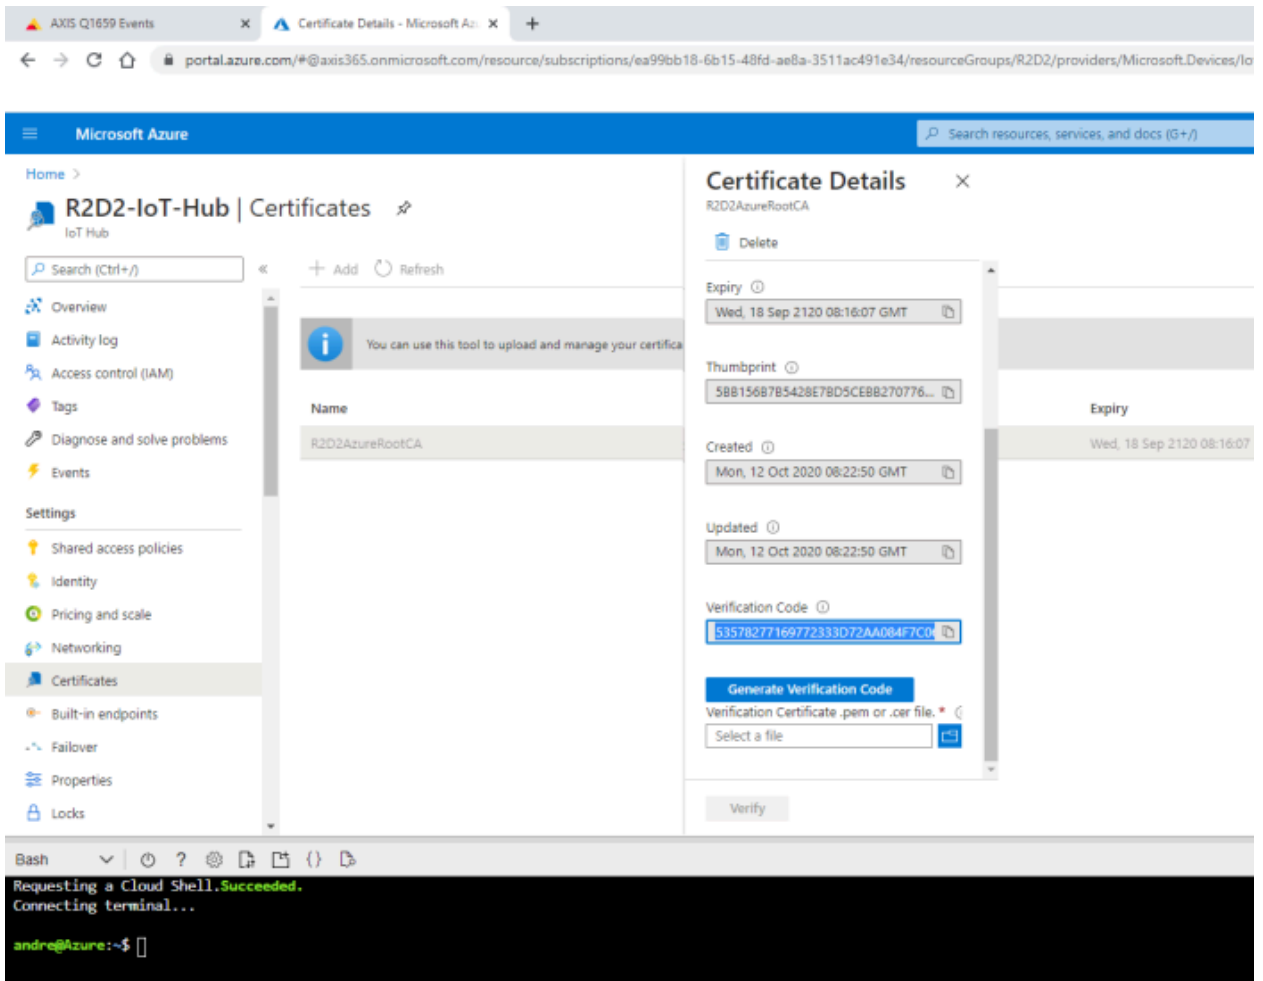 AXIS Q1659 Events
Certificate Details - Microsoft Az
portal.azure.com/#@axis365.onmicrosoft.com/resource/subscriptions/ea99bb18-6b15-48fd-ae8a-3511ac491e34/resourceGroups/R2D2/providers/Microsoft.Devices/Io
Microsoft Azure
Search resources, services, and docs (G+/)
Home >
R2D2-IoT-Hub | Certificates
IoT Hub
Search (Ctrl+/)
«
Add
Refresh
Overview
Activity log
Access control (IAM)
Tags
Diagnose and solve problems
Events
Settings
Shared access policies
Identity
Pricing and scale
Networking
Certificates
Built-in endpoints
Failover
Properties
Locks
You can use this tool to upload and manage your certifica
Name
Expiry
R2D2AzureRootCA
Wed, 18 Sep 2120 08:16:07
Certificate Details
R2D2AzureRootCA
Delete
Expiry
Wed, 18 Sep 2120 08:16:07 GMT
Thumbprint
5BB156B7B5428E7BD5CEBB270776...
Created
Mon, 12 Oct 2020 08:22:50 GMT
Updated
Mon, 12 Oct 2020 08:22:50 GMT
Verification Code
53578277169772333D72AA084F7C0
Generate Verification Code
Verification Certificate .pem or .cer file. *
Select a file
Verify
Bash
?
{}
Requesting a Cloud Shell.Succeeded.
Connecting terminal...
andre@Azure:~$